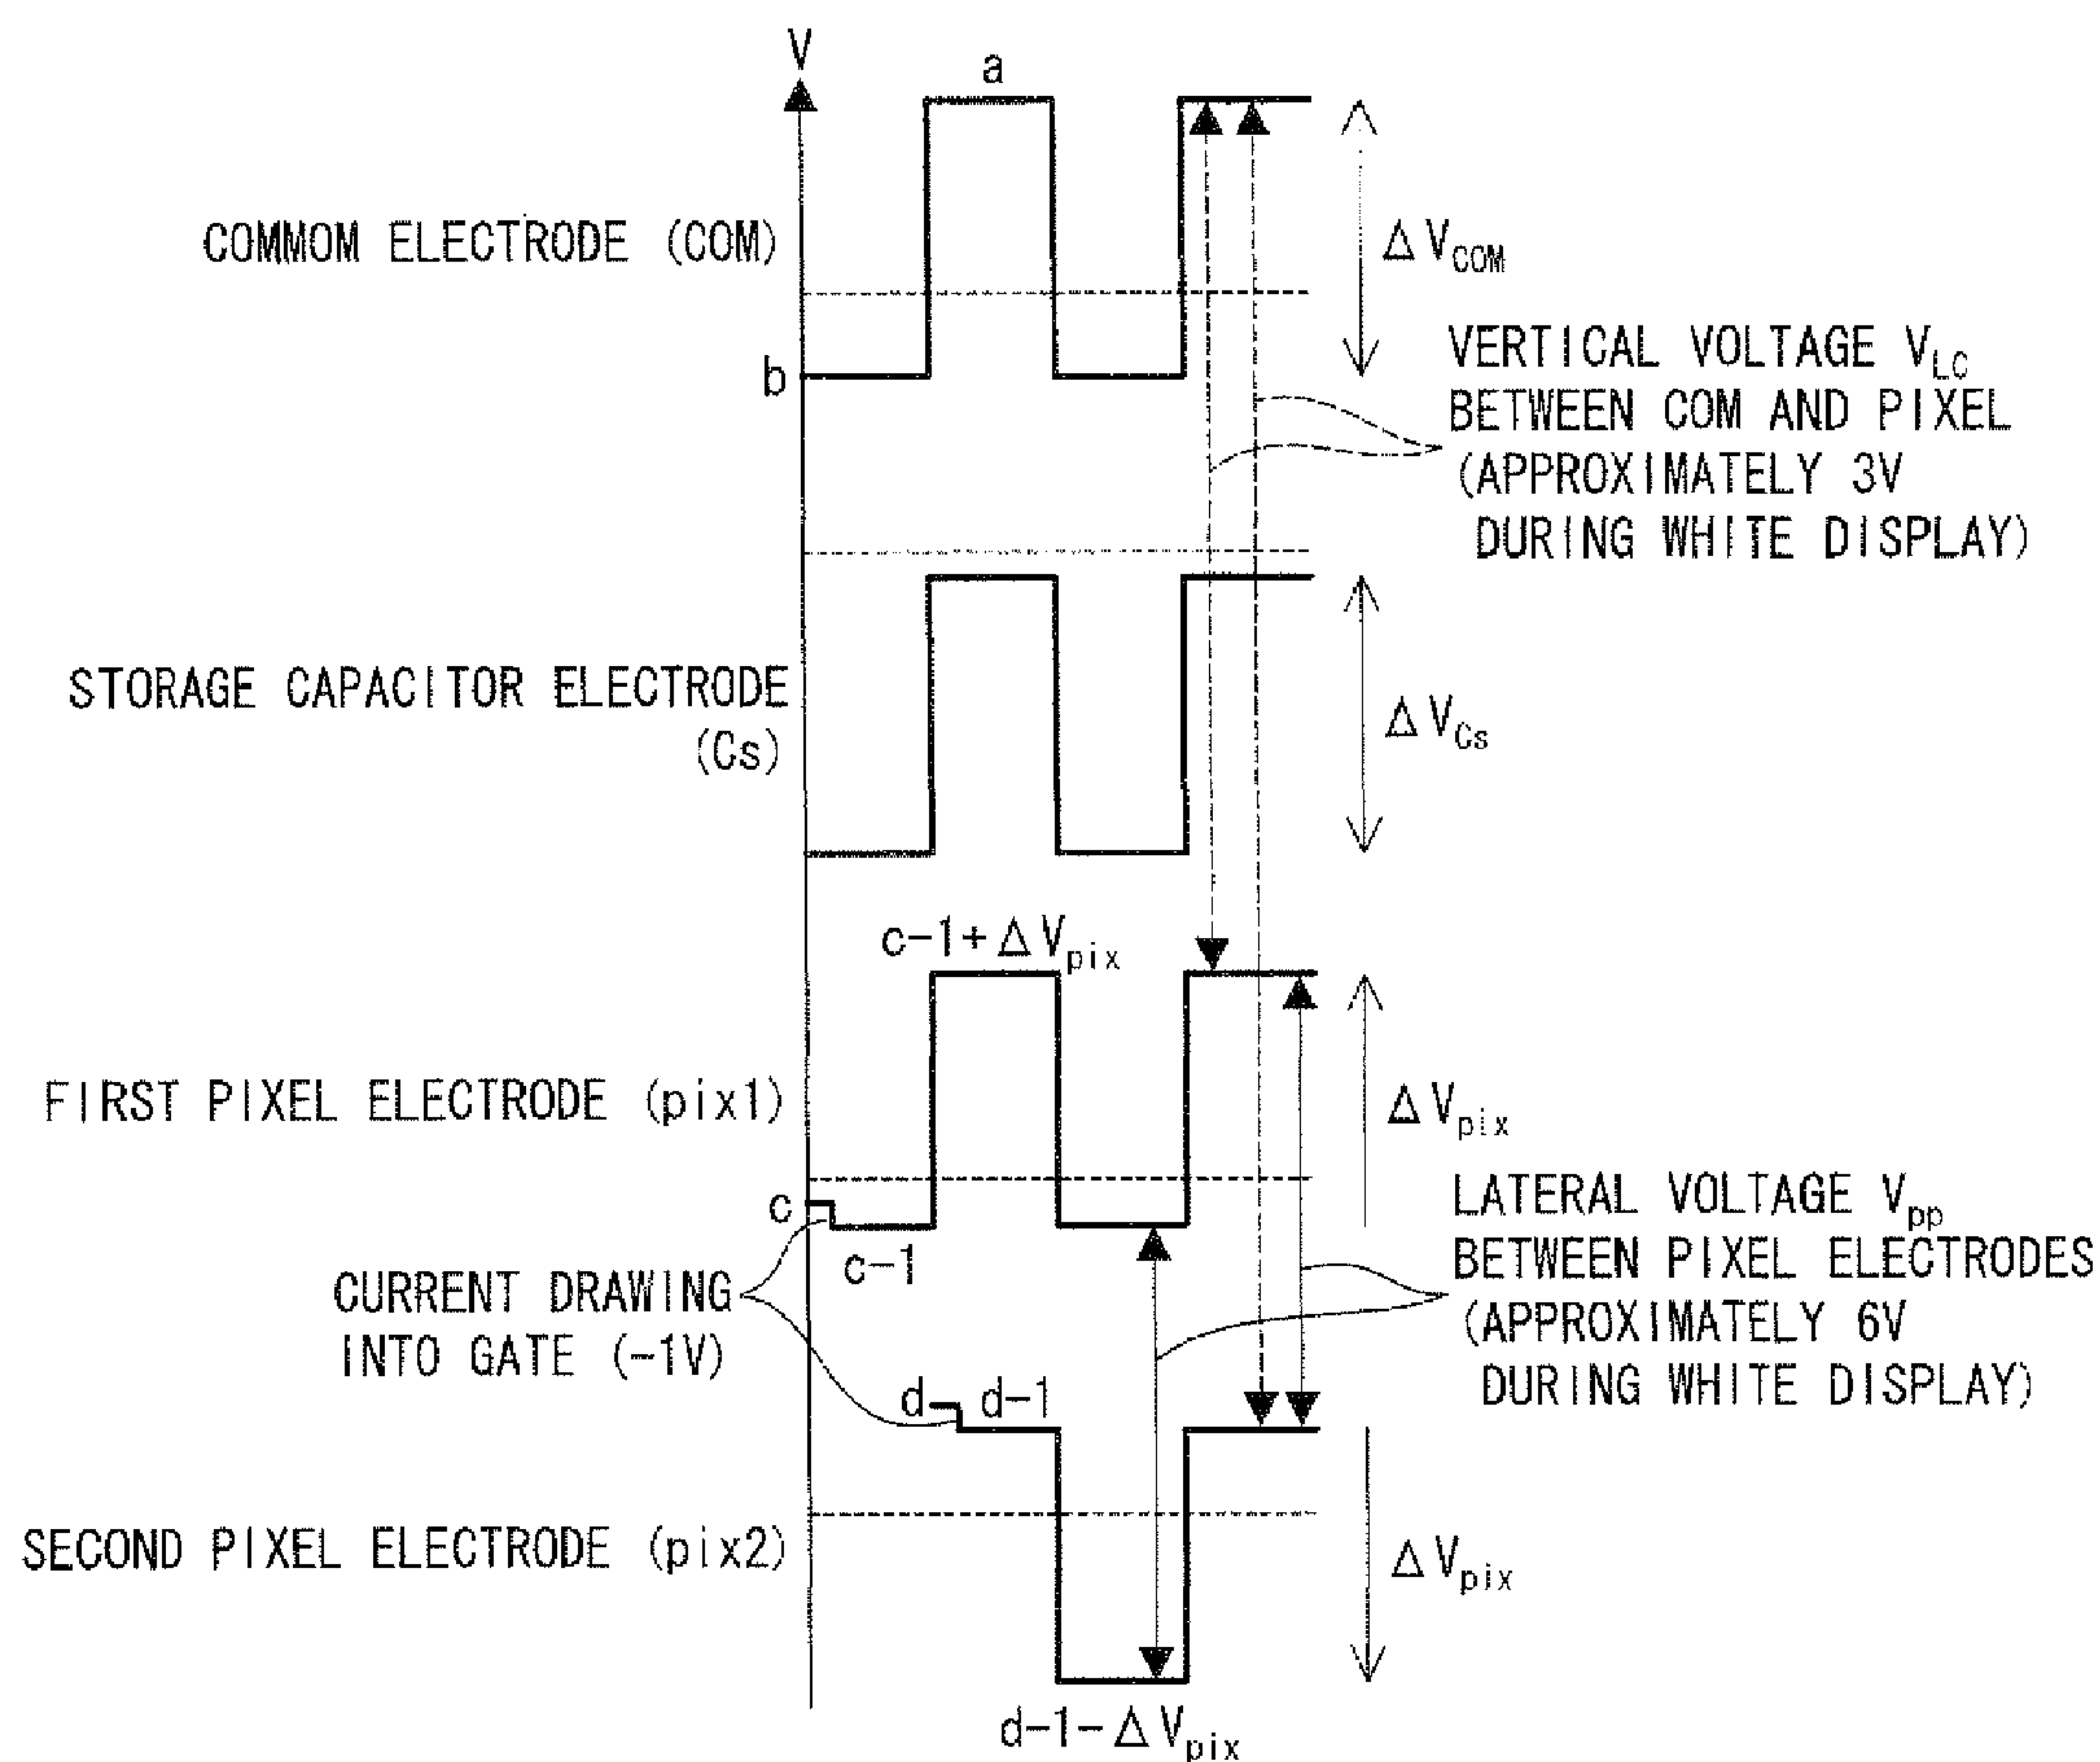 V
a
COMMOM ELECTRODE (COM)
ΔV_COM
b
VERTICAL VOLTAGE V_LC
BETWEEN COM AND PIXEL
(APPROXIMATELY 3V
DURING WHITE DISPLAY)
STORAGE CAPACITOR ELECTRODE
(Cs)
ΔV_Cs
c-1+ΔV_pix
FIRST PIXEL ELECTRODE (pix1)
ΔV_pix
c
c-1
LATERAL VOLTAGE V_pp
BETWEEN PIXEL ELECTRODES
(APPROXIMATELY 6V
DURING WHITE DISPLAY)
CURRENT DRAWING
INTO GATE (-1V)
d
d-1
SECOND PIXEL ELECTRODE (pix2)
ΔV_pix
d-1-ΔV_pix